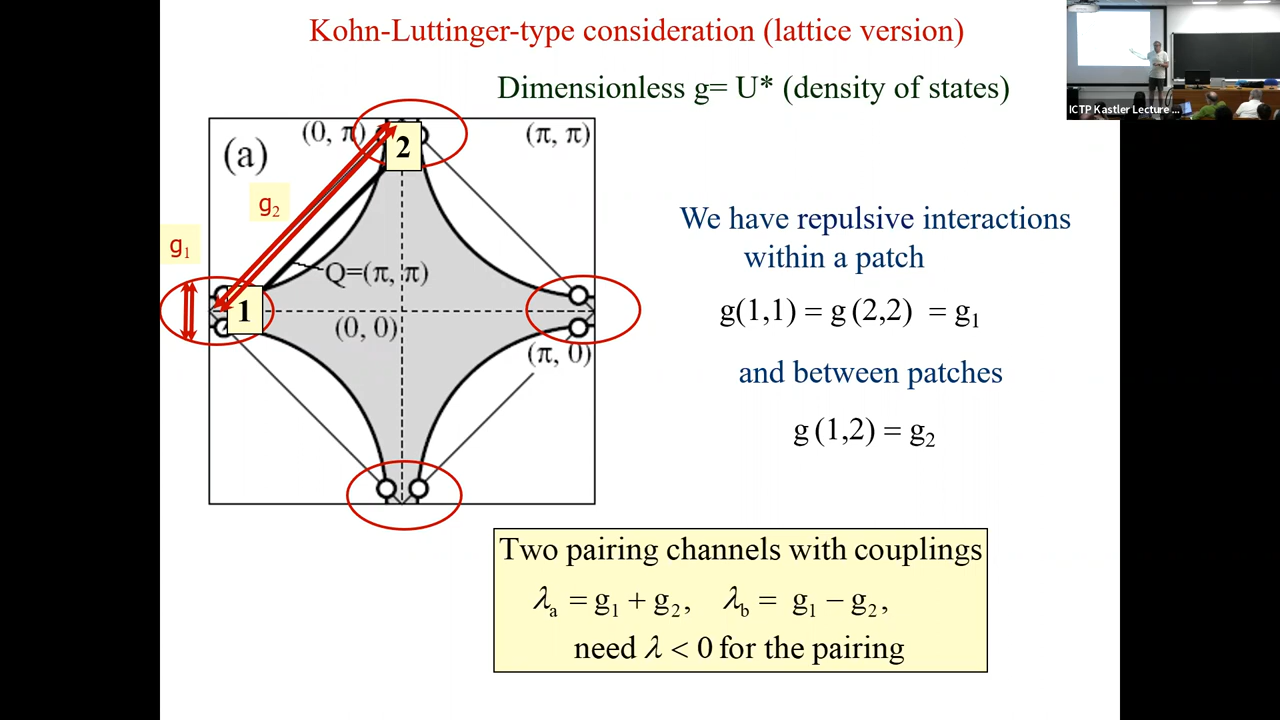 Kohn-Luttinger-type consideration (lattice version)
Dimensionless g= U* (density of states)
ICTP Kastler Lecture ...
(a)
(0, π)
2
(π, π)
g₂
g₁
Q=(π, π)
1
(0, 0)
(π, 0)
We have repulsive interactions
within a patch
g(1,1) = g (2,2) = g₁
and between patches
g (1,2) = g₂
Two pairing channels with couplings
λₐ = g₁ + g₂, λ_b = g₁ − g₂,
need λ < 0 for the pairing